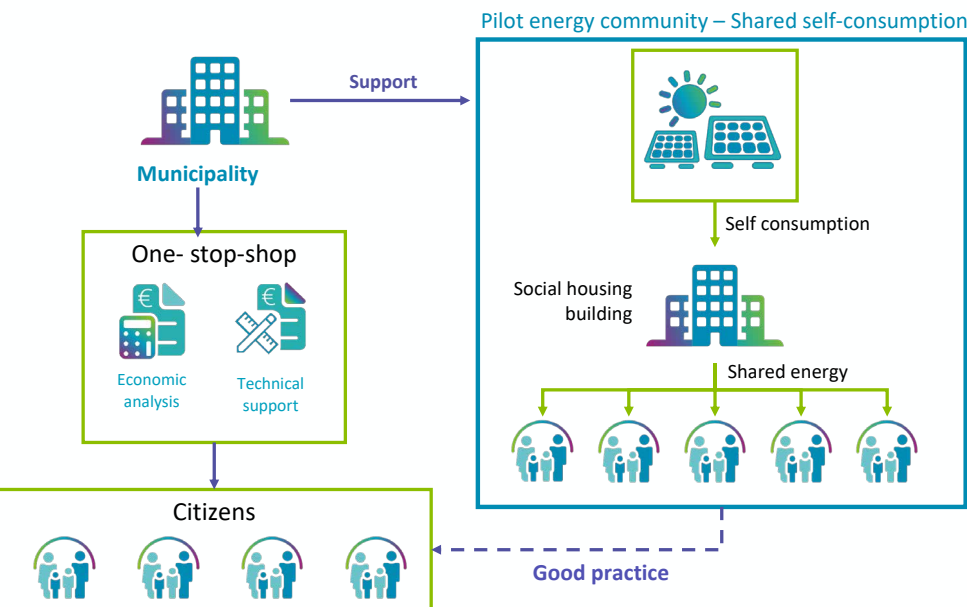 Pilot energy community – Shared self-consumption
Support
Municipality
One- stop-shop
€
€
Economic
analysis
Technical
support
Citizens
Self consumption
Social housing
building
Shared energy
Good practice